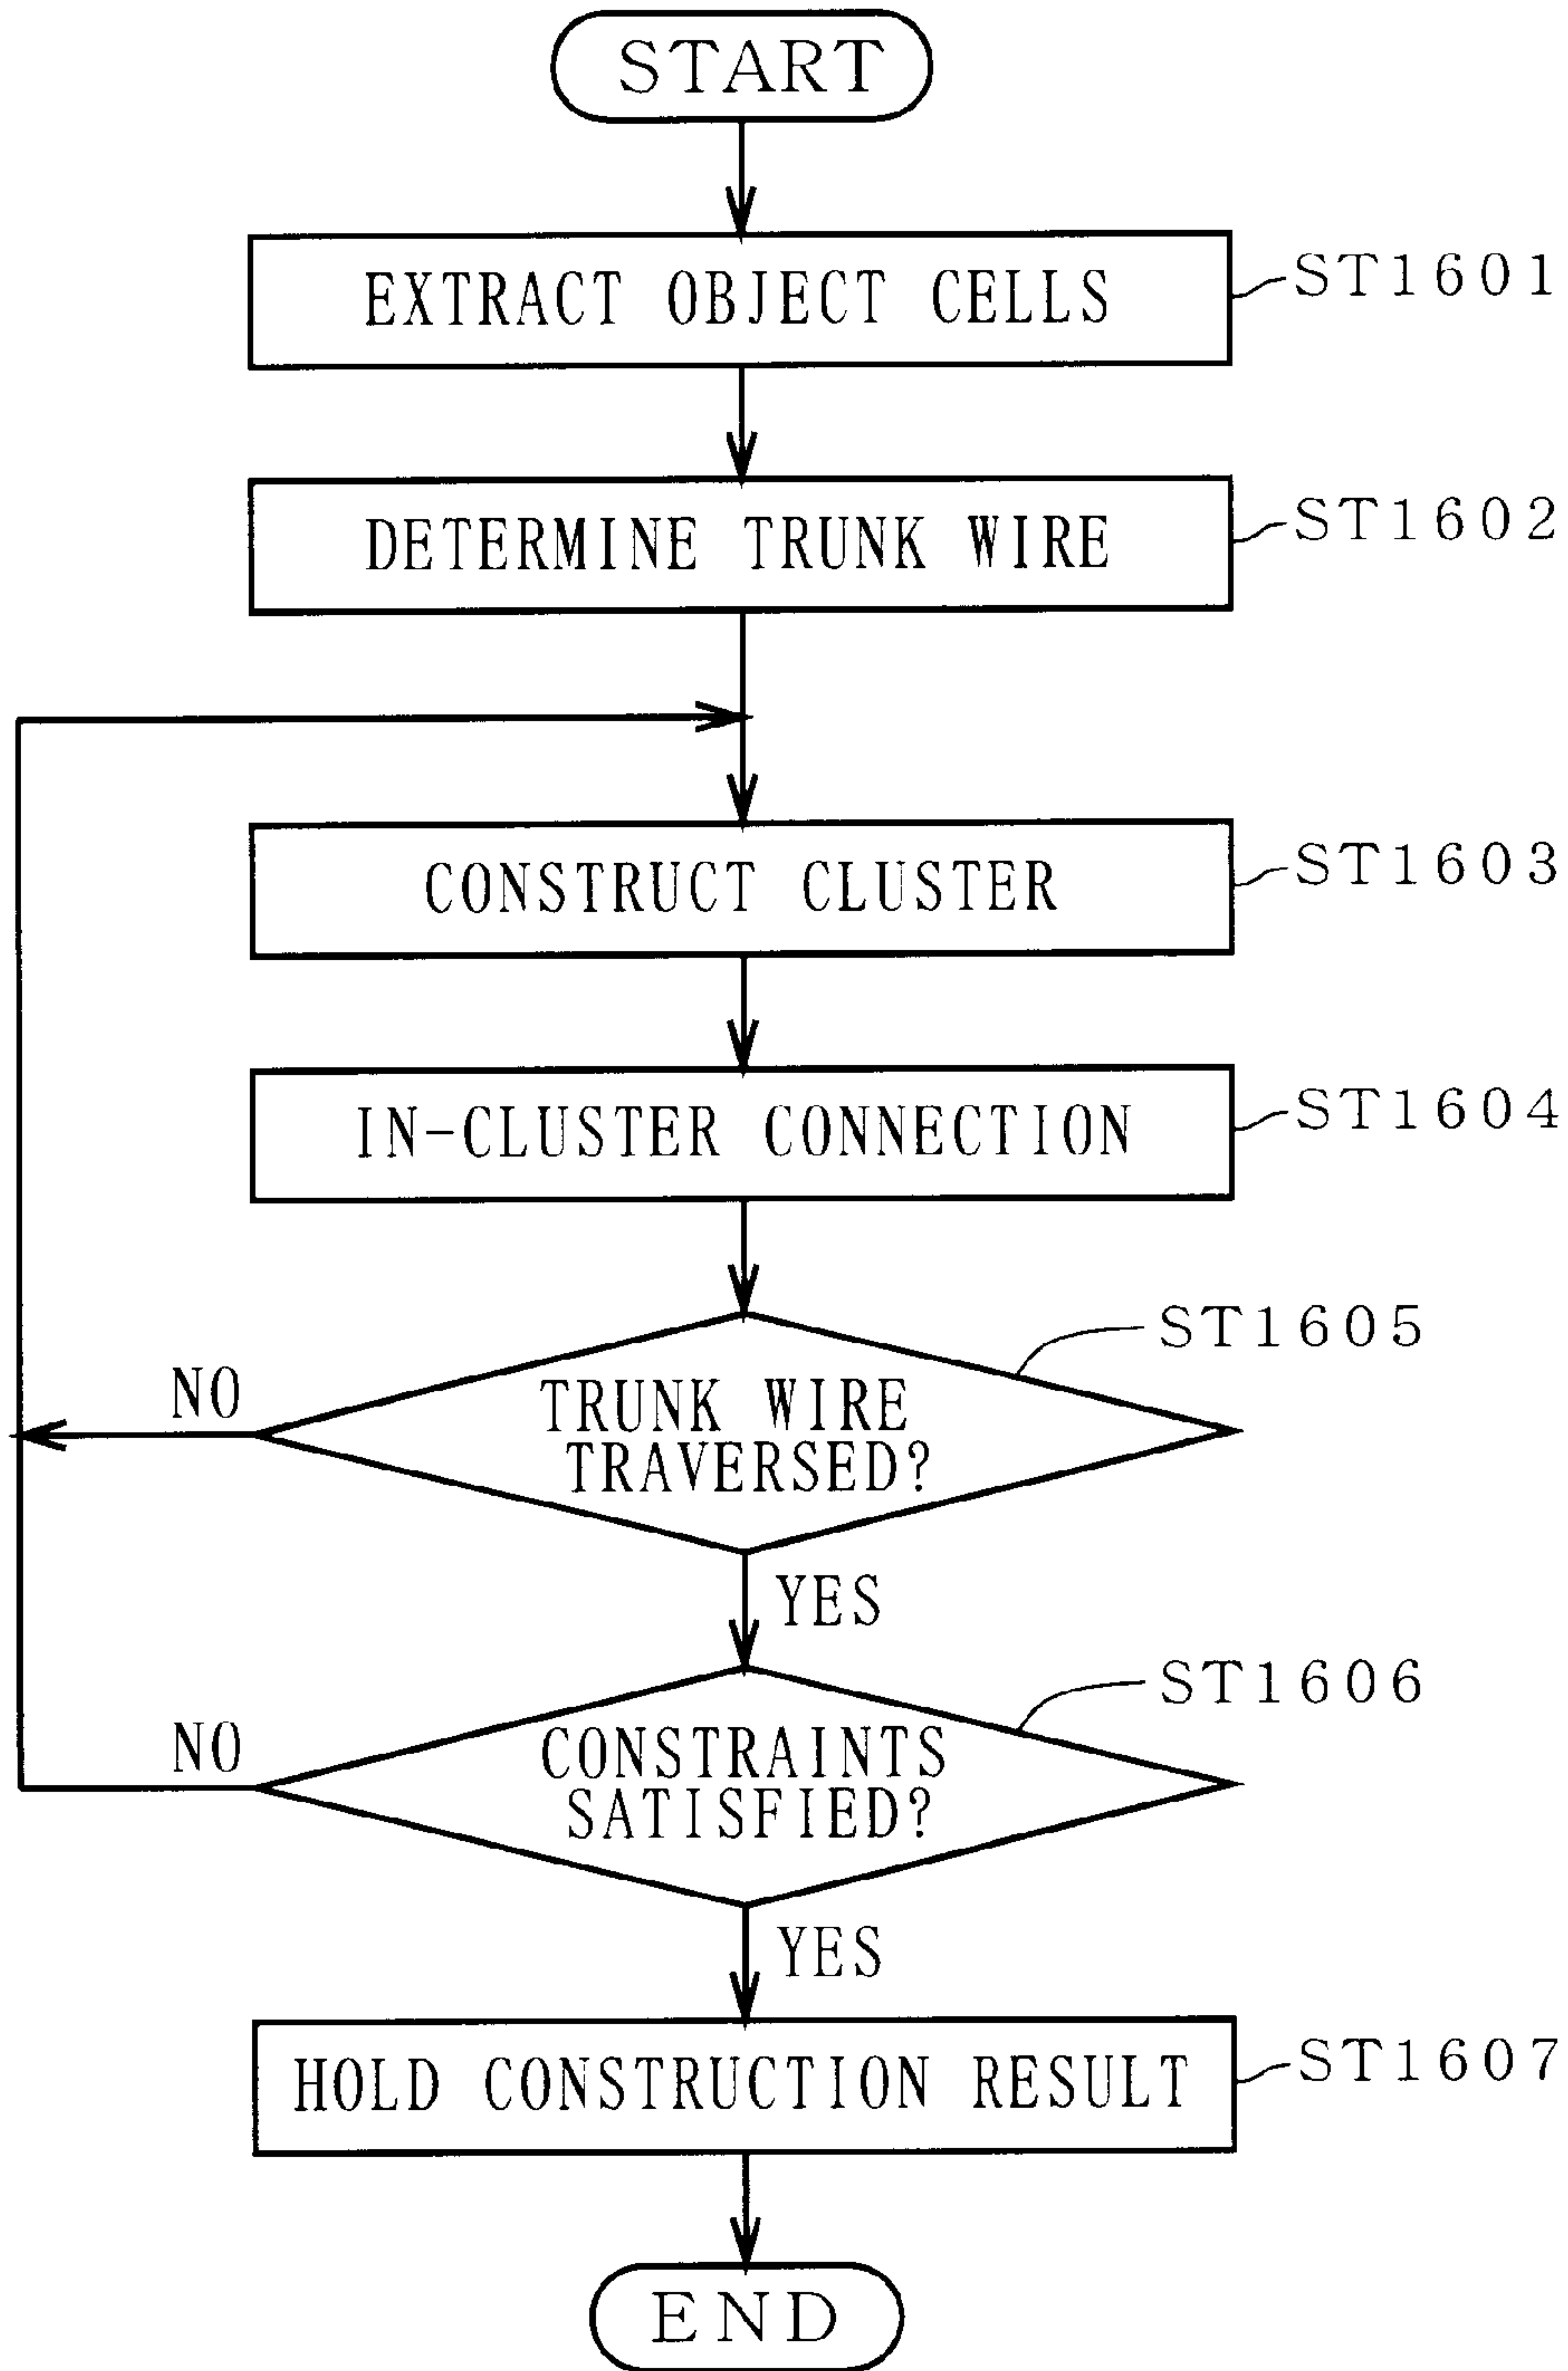 START
EXTRACT OBJECT CELLS
ST1601
DETERMINE TRUNK WIRE
ST1602
CONSTRUCT CLUSTER
ST1603
IN-CLUSTER CONNECTION
ST1604
ST1605
NO
TRUNK WIRE
TRAVERSED?
YES
ST1606
NO
CONSTRAINTS
SATISFIED?
YES
HOLD CONSTRUCTION RESULT
ST1607
END